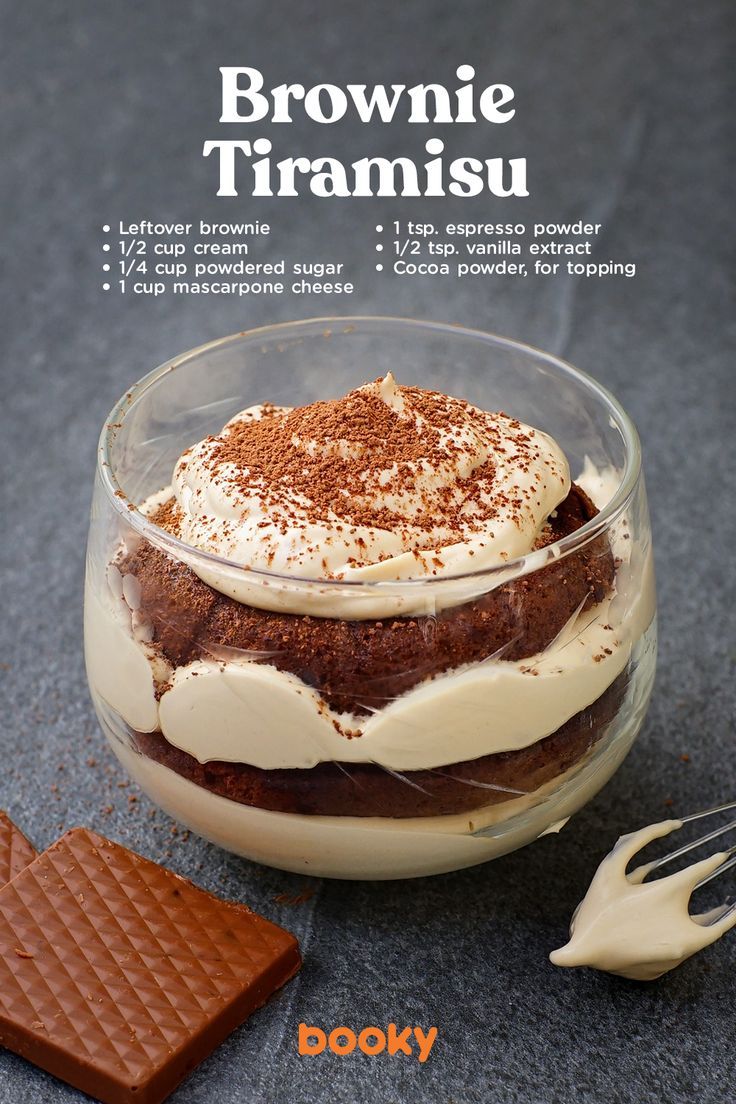 Brownie
Tiramisu
• Leftover brownie
• 1/2 cup cream
• 1/4 cup powdered sugar
• 1 cup mascarpone cheese
• 1 tsp. espresso powder
• 1/2 tsp. vanilla extract
• Cocoa powder, for topping
booky